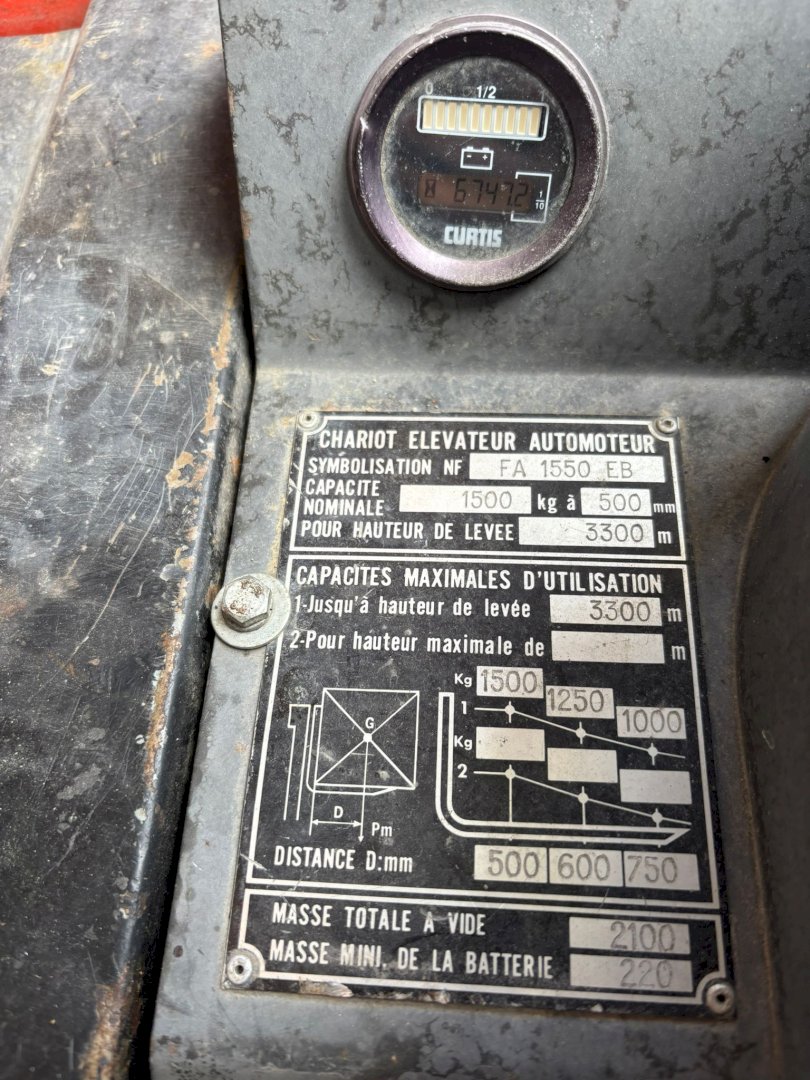 0 1/2 1
6747.2 1/10
CURTIS
CHARIOT ELEVATEUR AUTOMOTEUR
SYMBOLISATION NF FA 1550 EB
CAPACITE NOMINALE 1500 kg à 500 mm
POUR HAUTEUR DE LEVEE 3300 m
CAPACITES MAXIMALES D'UTILISATION
1-Jusqu'à hauteur de levée 3300 m
2-Pour hauteur maximale de m
Kg 1500 1250 1000
1
Kg
2
G
D
Pm
DISTANCE D:mm 500 600 750
MASSE TOTALE A VIDE 2100
MASSE MINI. DE LA BATTERIE 220